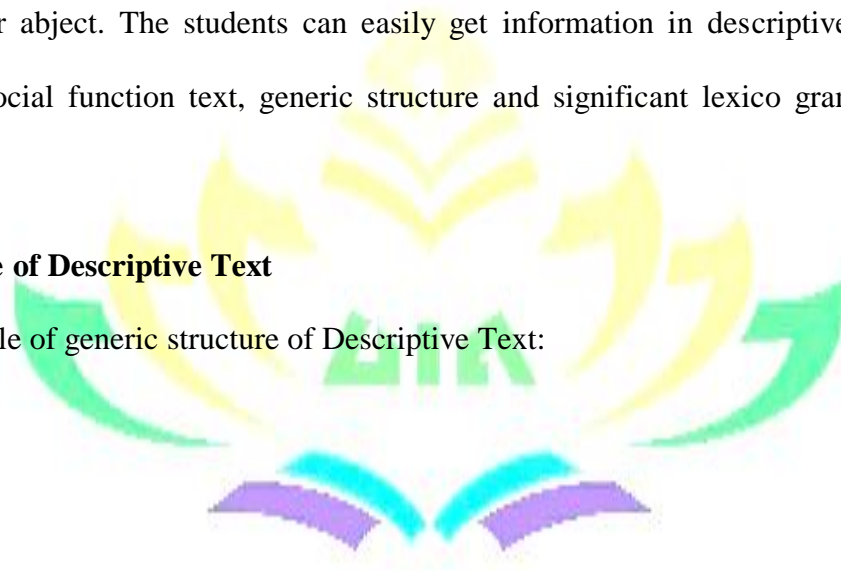 r abject. The students can easily get information in descriptive
ocial function text, generic structure and significant lexico gran
e of Descriptive Text
le of generic structure of Descriptive Text: